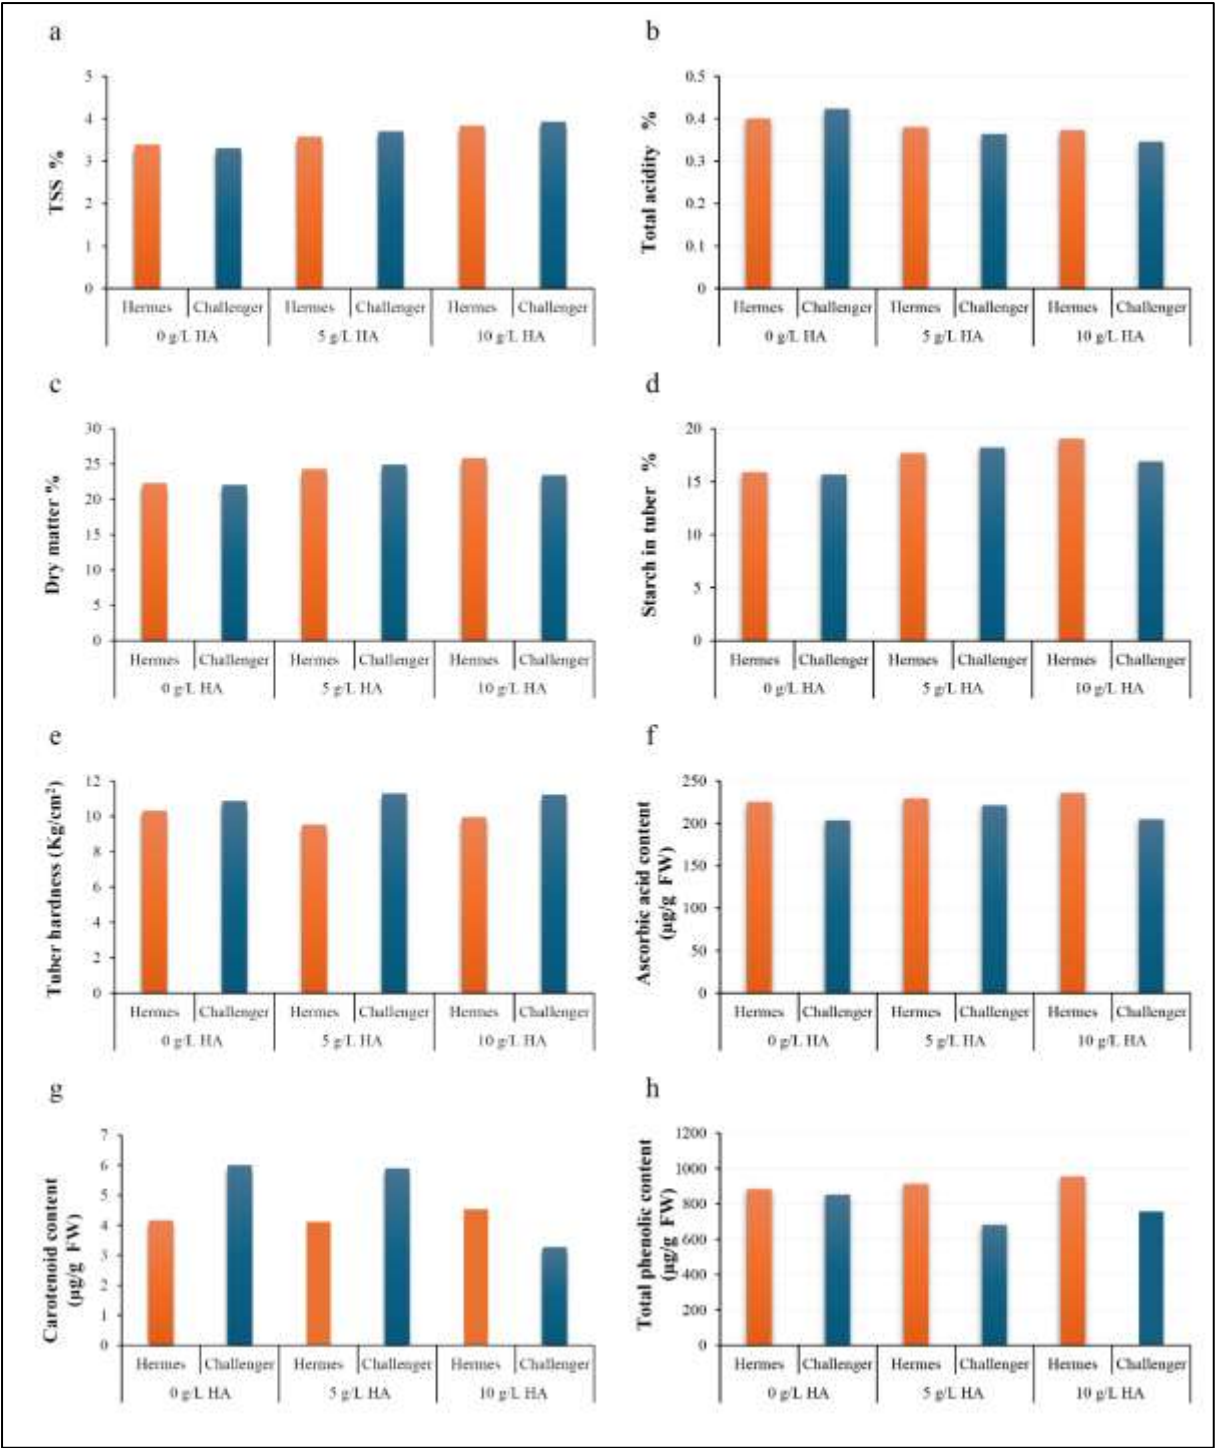 a
TSS %
5
4
3
2
1
0
Hermes Challenger Hermes Challenger Hermes Challenger
0 g/L HA 5 g/L HA 10 g/L HA
b
Total acidity %
0.5
0.4
0.3
0.2
0.1
0
Hermes Challenger Hermes Challenger Hermes Challenger
0 g/L HA 5 g/L HA 10 g/L HA
c
Dry matter %
30
25
20
15
10
5
0
Hermes Challenger Hermes Challenger Hermes Challenger
0 g/L HA 5 g/L HA 10 g/L HA
d
Starch in tuber %
20
15
10
5
0
Hermes Challenger Hermes Challenger Hermes Challenger
0 g/L HA 5 g/L HA 10 g/L HA
e
Tuber hardness (Kg/cm²)
12
10
8
6
4
2
0
Hermes Challenger Hermes Challenger Hermes Challenger
0 g/L HA 5 g/L HA 10 g/L HA
f
Ascorbic acid content
(µg/g FW)
250
200
150
100
50
0
Hermes Challenger Hermes Challenger Hermes Challenger
0 g/L HA 5 g/L HA 10 g/L HA
g
Carotenoid content
(µg/g FW)
7
6
5
4
3
2
1
0
Hermes Challenger Hermes Challenger Hermes Challenger
0 g/L HA 5 g/L HA 10 g/L HA
h
Total phenolic content
(µg/g FW)
1200
1000
800
600
400
200
0
Hermes Challenger Hermes Challenger Hermes Challenger
0 g/L HA 5 g/L HA 10 g/L HA